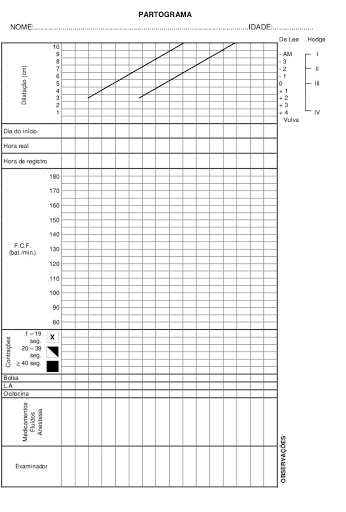 PARTOGRAMA
NOME:....................................................IDADE:...................
De Lee Hodge
10
9 - AM I
8 - 3
7 - 2 II
6 - 1
5 0 III
4 + 1
3 + 2
2 + 3
1 + 4 IV
Vulva
Dilatação (cm)
Dia do início
Hora real
Hora de registro
180
170
160
150
140
130
120
110
100
90
80
F.C.F.
(bat./min.)
Contrações
1 – 19
seg.
X
20 – 39
seg.
≥ 40 seg.
Bolsa
L.A
Ocitocina
Medicamentos
Fluídos
Anestesia
Examinador
OBSERVAÇÕES: